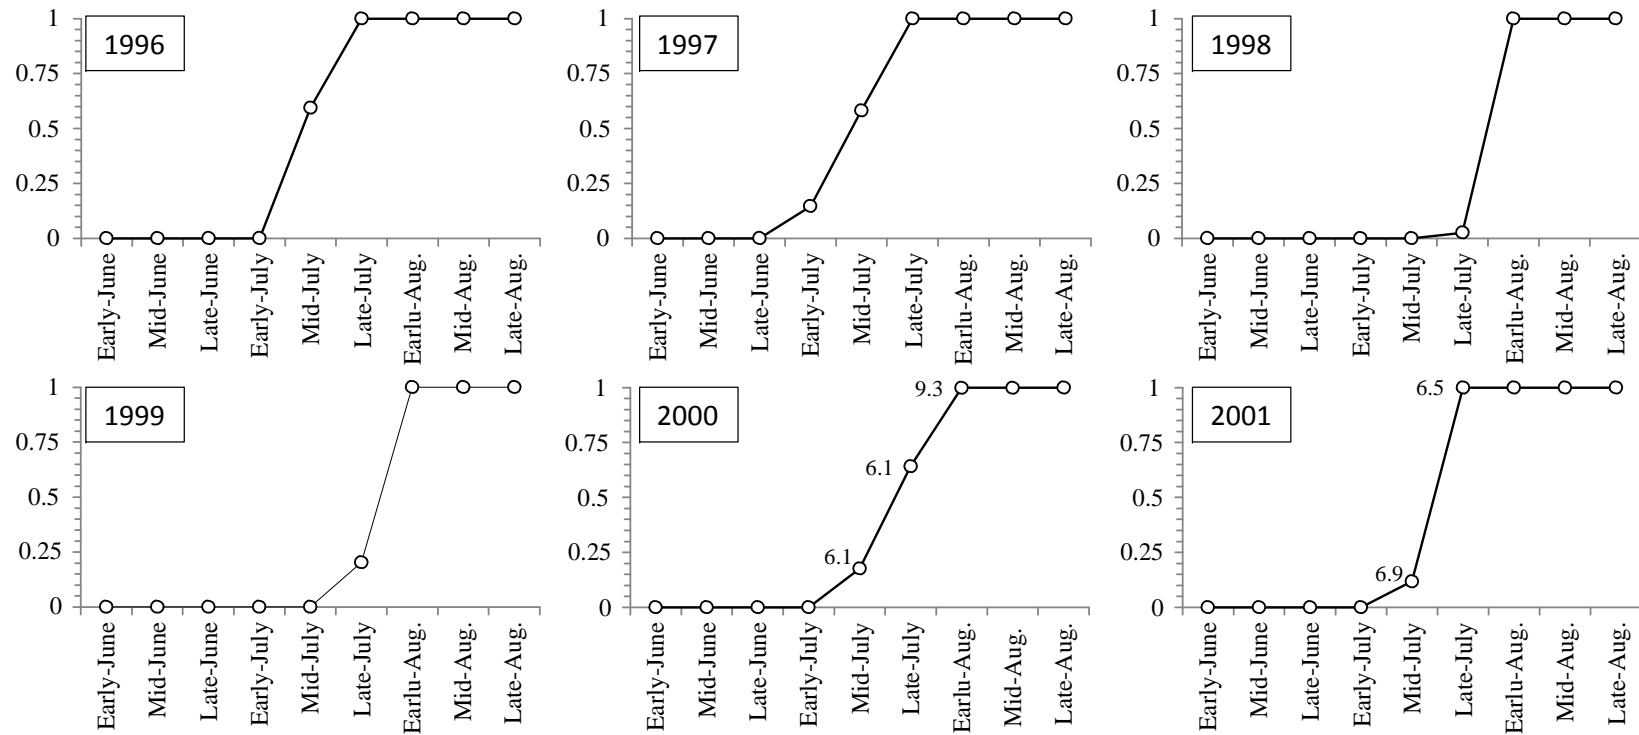 1996
1
0.75
0.5
0.25
0
Early-June
Mid-June
Late-June
Early-July
Mid-July
Late-July
Earlu-Aug.
Mid-Aug.
Late-Aug.
1997
1
0.75
0.5
0.25
0
Early-June
Mid-June
Late-June
Early-July
Mid-July
Late-July
Earlu-Aug.
Mid-Aug.
Late-Aug.
1998
1
0.75
0.5
0.25
0
Early-June
Mid-June
Late-June
Early-July
Mid-July
Late-July
Earlu-Aug.
Mid-Aug.
Late-Aug.
1999
1
0.75
0.5
0.25
0
Early-June
Mid-June
Late-June
Early-July
Mid-July
Late-July
Earlu-Aug.
Mid-Aug.
Late-Aug.
2000
1
0.75
0.5
0.25
0
9.3
6.1
6.1
Early-June
Mid-June
Late-June
Early-July
Mid-July
Late-July
Earlu-Aug.
Mid-Aug.
Late-Aug.
2001
1
0.75
0.5
0.25
0
6.5
6.9
Early-June
Mid-June
Late-June
Early-July
Mid-July
Late-July
Earlu-Aug.
Mid-Aug.
Late-Aug.